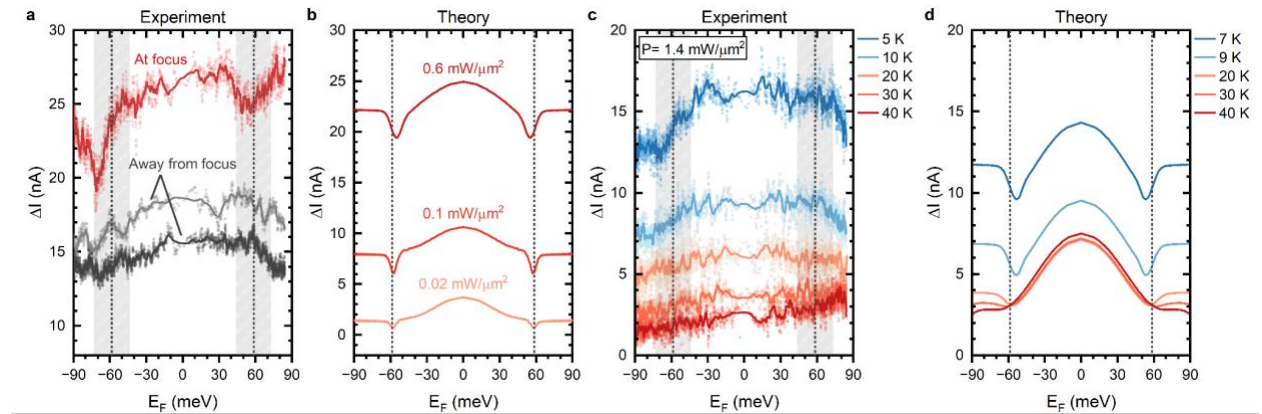 a
Experiment
30
25
20
15
10
ΔI (nA)
At focus
Away from focus
−90 −60 −30 0 30 60 90
E_F (meV)
b
Theory
30
25
20
15
10
5
0
ΔI (nA)
0.6 mW/μm²
0.1 mW/μm²
0.02 mW/μm²
−90 −60 −30 0 30 60 90
E_F (meV)
c
Experiment
20
15
10
5
0
ΔI (nA)
P= 1.4 mW/μm²
−90 −60 −30 0 30 60 90
E_F (meV)
5 K
10 K
20 K
30 K
40 K
d
Theory
20
15
10
5
0
ΔI (nA)
−90 −60 −30 0 30 60 90
E_F (meV)
7 K
9 K
20 K
30 K
40 K